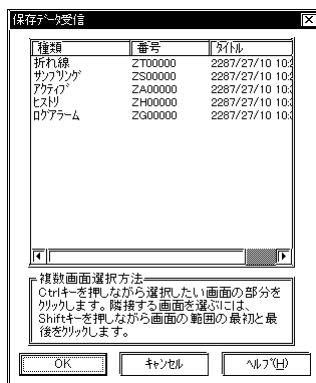 保存ﾃﾞｰﾀ受信
種類 番号 ﾀｲﾄﾙ
折れ線 ZT00000 2287/27/10 10:
ｻﾝﾌﾟﾘﾝｸﾞ ZS00000 2287/27/10 10:
ｱｸﾃｨﾌﾞ ZA00000 2287/27/10 10:
ﾋｽﾄﾘ ZH00000 2287/27/10 10:
ﾛｸﾞｱﾗｰﾑ ZG00000 2287/27/10 10:
複数画面選択方法
Ctrlｷｰを押しながら選択したい画面の部分を
ｸﾘｯｸします。隣接する画面を選ぶには、
Shiftｷｰを押しながら画面の範囲の最初と最
後をｸﾘｯｸします。
OK ｷｬﾝｾﾙ ﾍﾙﾌﾟ(H)